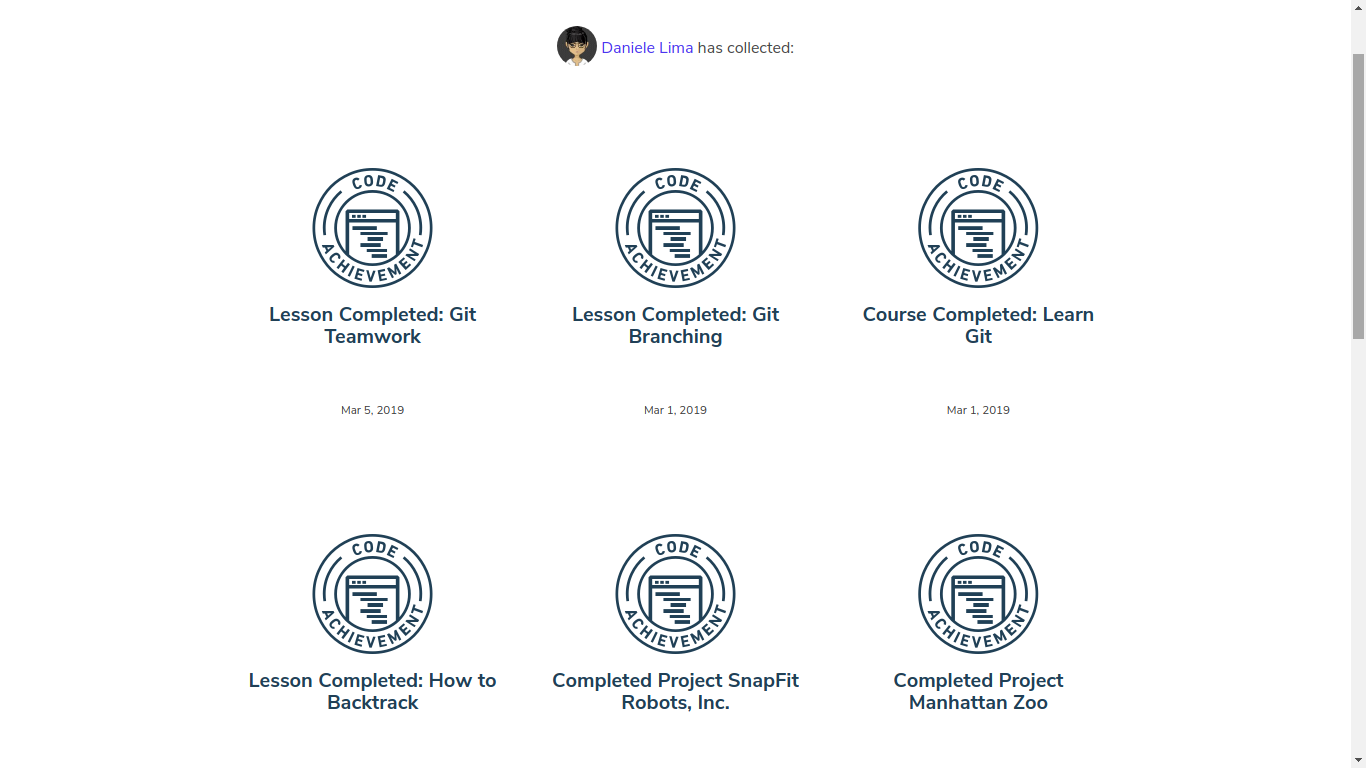 Daniele Lima has collected:
CODE ACHIEVEMENT
CODE ACHIEVEMENT
CODE ACHIEVEMENT
Lesson Completed: Git
Teamwork
Lesson Completed: Git
Branching
Course Completed: Learn
Git
Mar 5, 2019
Mar 1, 2019
Mar 1, 2019
CODE ACHIEVEMENT
CODE ACHIEVEMENT
CODE ACHIEVEMENT
Lesson Completed: How to
Backtrack
Completed Project SnapFit
Robots, Inc.
Completed Project
Manhattan Zoo